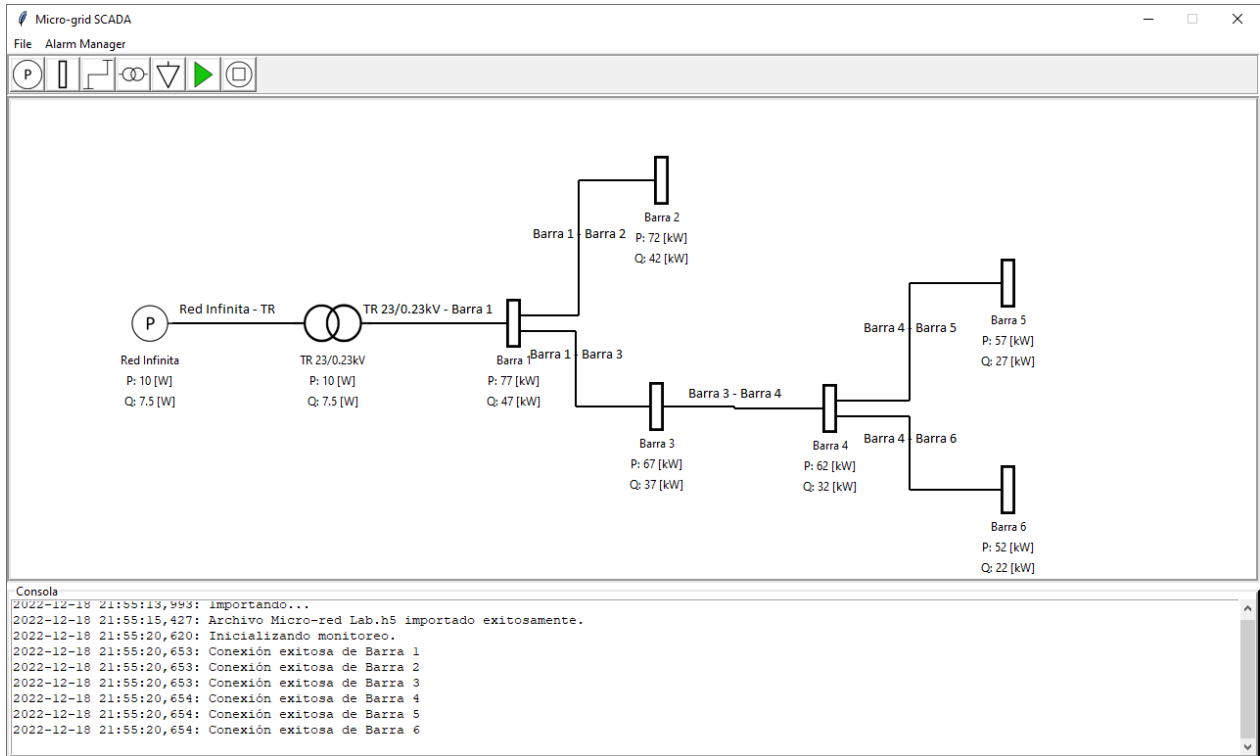 Micro-grid SCADA
File Alarm Manager
P
Barra 2
P: 72 [kW]
Q: 42 [kW]
Barra 1 - Barra 2
Red Infinita - TR
TR 23/0.23kV - Barra 1
P
Red Infinita
P: 10 [W]
Q: 7.5 [W]
TR 23/0.23kV
P: 10 [W]
Q: 7.5 [W]
Barra 1
P: 77 [kW]
Q: 47 [kW]
Barra 1 - Barra 3
Barra 3
P: 67 [kW]
Q: 37 [kW]
Barra 3 - Barra 4
Barra 4
P: 62 [kW]
Q: 32 [kW]
Barra 4 - Barra 5
Barra 5
P: 57 [kW]
Q: 27 [kW]
Barra 4 - Barra 6
Barra 6
P: 52 [kW]
Q: 22 [kW]
Consola
2022-12-18 21:55:13,993: Importando...
2022-12-18 21:55:15,427: Archivo Micro-red Lab.h5 importado exitosamente.
2022-12-18 21:55:20,620: Inicializando monitoreo.
2022-12-18 21:55:20,653: Conexión exitosa de Barra 1
2022-12-18 21:55:20,653: Conexión exitosa de Barra 2
2022-12-18 21:55:20,653: Conexión exitosa de Barra 3
2022-12-18 21:55:20,654: Conexión exitosa de Barra 4
2022-12-18 21:55:20,654: Conexión exitosa de Barra 5
2022-12-18 21:55:20,654: Conexión exitosa de Barra 6